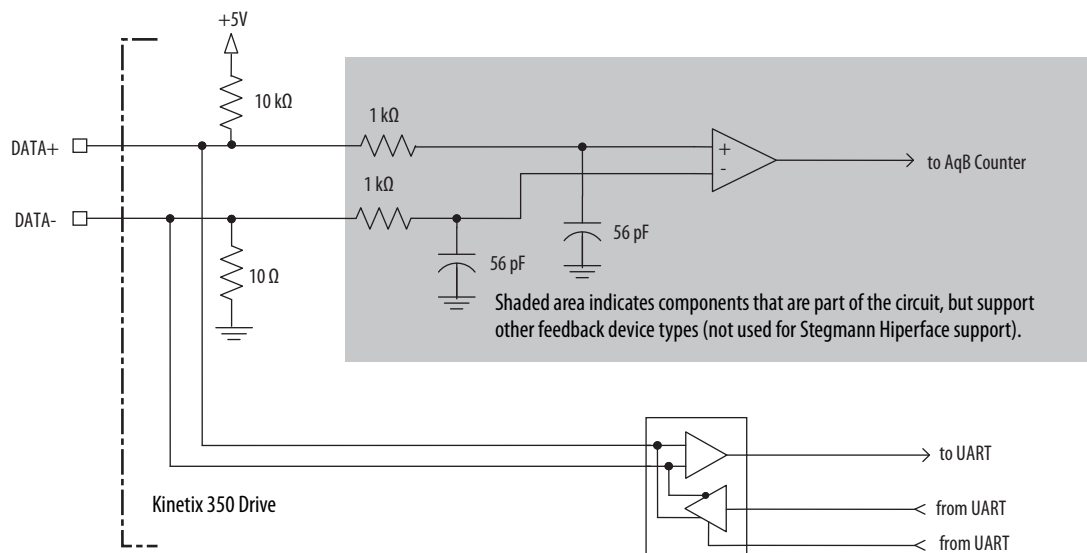 +5V
10 kΩ
1 kΩ
DATA+
+
-
to AqB Counter
1 kΩ
DATA-
56 pF
10 Ω
56 pF
Shaded area indicates components that are part of the circuit, but support
other feedback device types (not used for Stegmann Hiperface support).
to UART
Kinetix 350 Drive
from UART
from UART